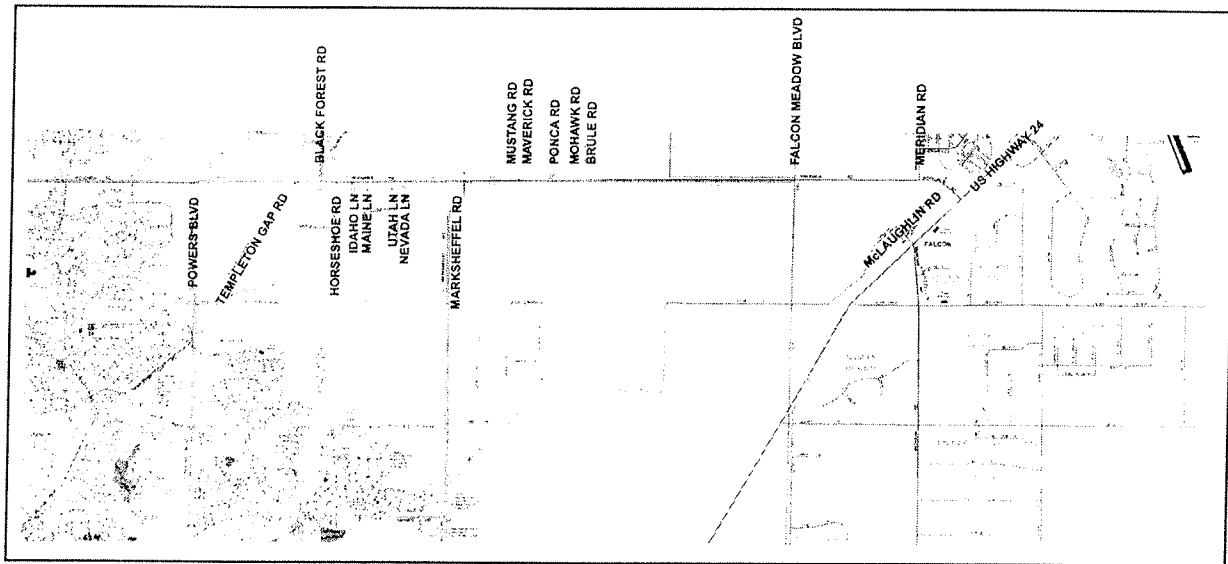 POWERS BLVD
TEMPLETON GAP RD
BLACK FOREST RD
HORSESHOE RD
IDAHO LN
MAINE LN
UTAH LN
NEVADA LN
MARKSHEFFEL RD
MUSTANG RD
MAVERICK RD
PONCA RD
MOHAWK RD
BRULE RD
FALCON MEADOW BLVD
McLAUGHLIN RD
MERIDIAN RD
US HIGHWAY 24
FALCON